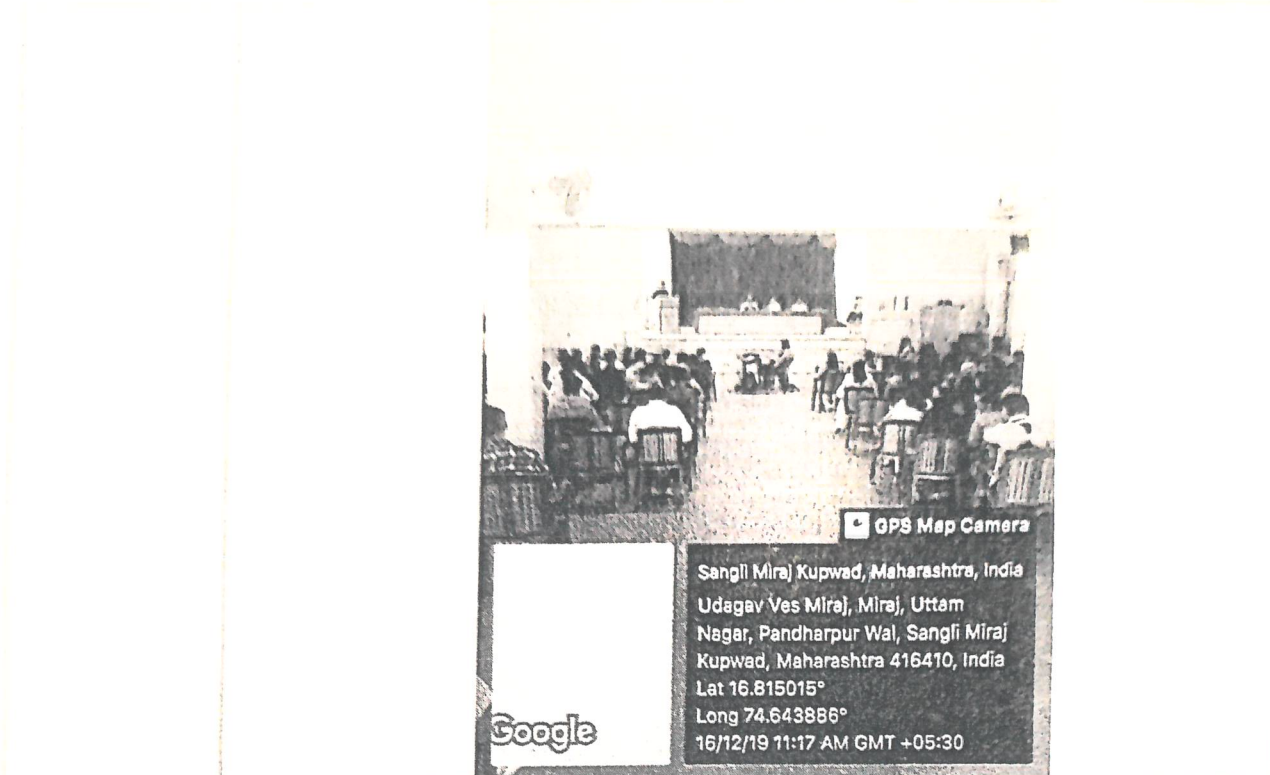 GPS Map Camera
Sangli Miraj Kupwad, Maharashtra, India
Udagav Ves Miraj, Miraj, Uttam
Nagar, Pandharpur Wal, Sangli Miraj
Kupwad, Maharashtra 416410, India
Lat 16.815015°
Long 74.643886°
16/12/19 11:17 AM GMT +05:30
Google